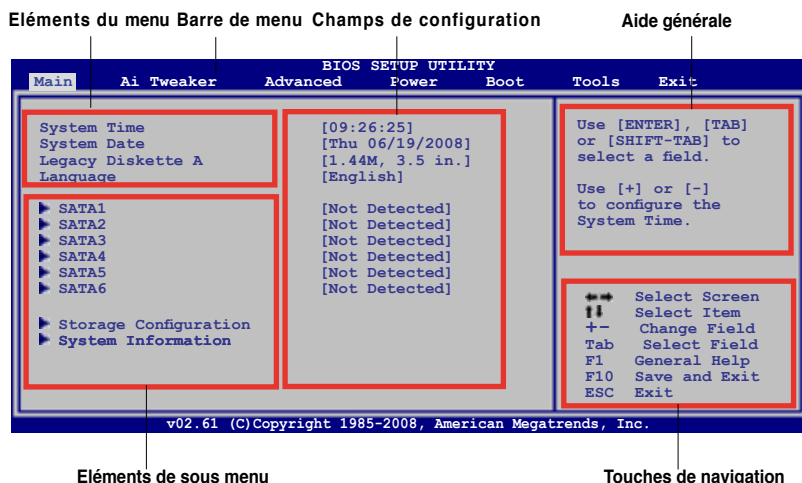 Eléments du menu Barre de menu Champs de configuration Aide générale
BIOS SETUP UTILITY
Main Ai Tweaker Advanced Power Boot Tools Exit
System Time [09:26:25]
System Date [Thu 06/19/2008]
Legacy Diskette A [1.44M, 3.5 in.]
Language [English]
SATA1 [Not Detected]
SATA2 [Not Detected]
SATA3 [Not Detected]
SATA4 [Not Detected]
SATA5 [Not Detected]
SATA6 [Not Detected]
Storage Configuration
System Information
Use [ENTER], [TAB]
or [SHIFT-TAB] to
select a field.
Use [+] or [-]
to configure the
System Time.
←→ Select Screen
↑↓ Select Item
+- Change Field
Tab Select Field
F1 General Help
F10 Save and Exit
ESC Exit
v02.61 (C)Copyright 1985-2008, American Megatrends, Inc.
Eléments de sous menu Touches de navigation